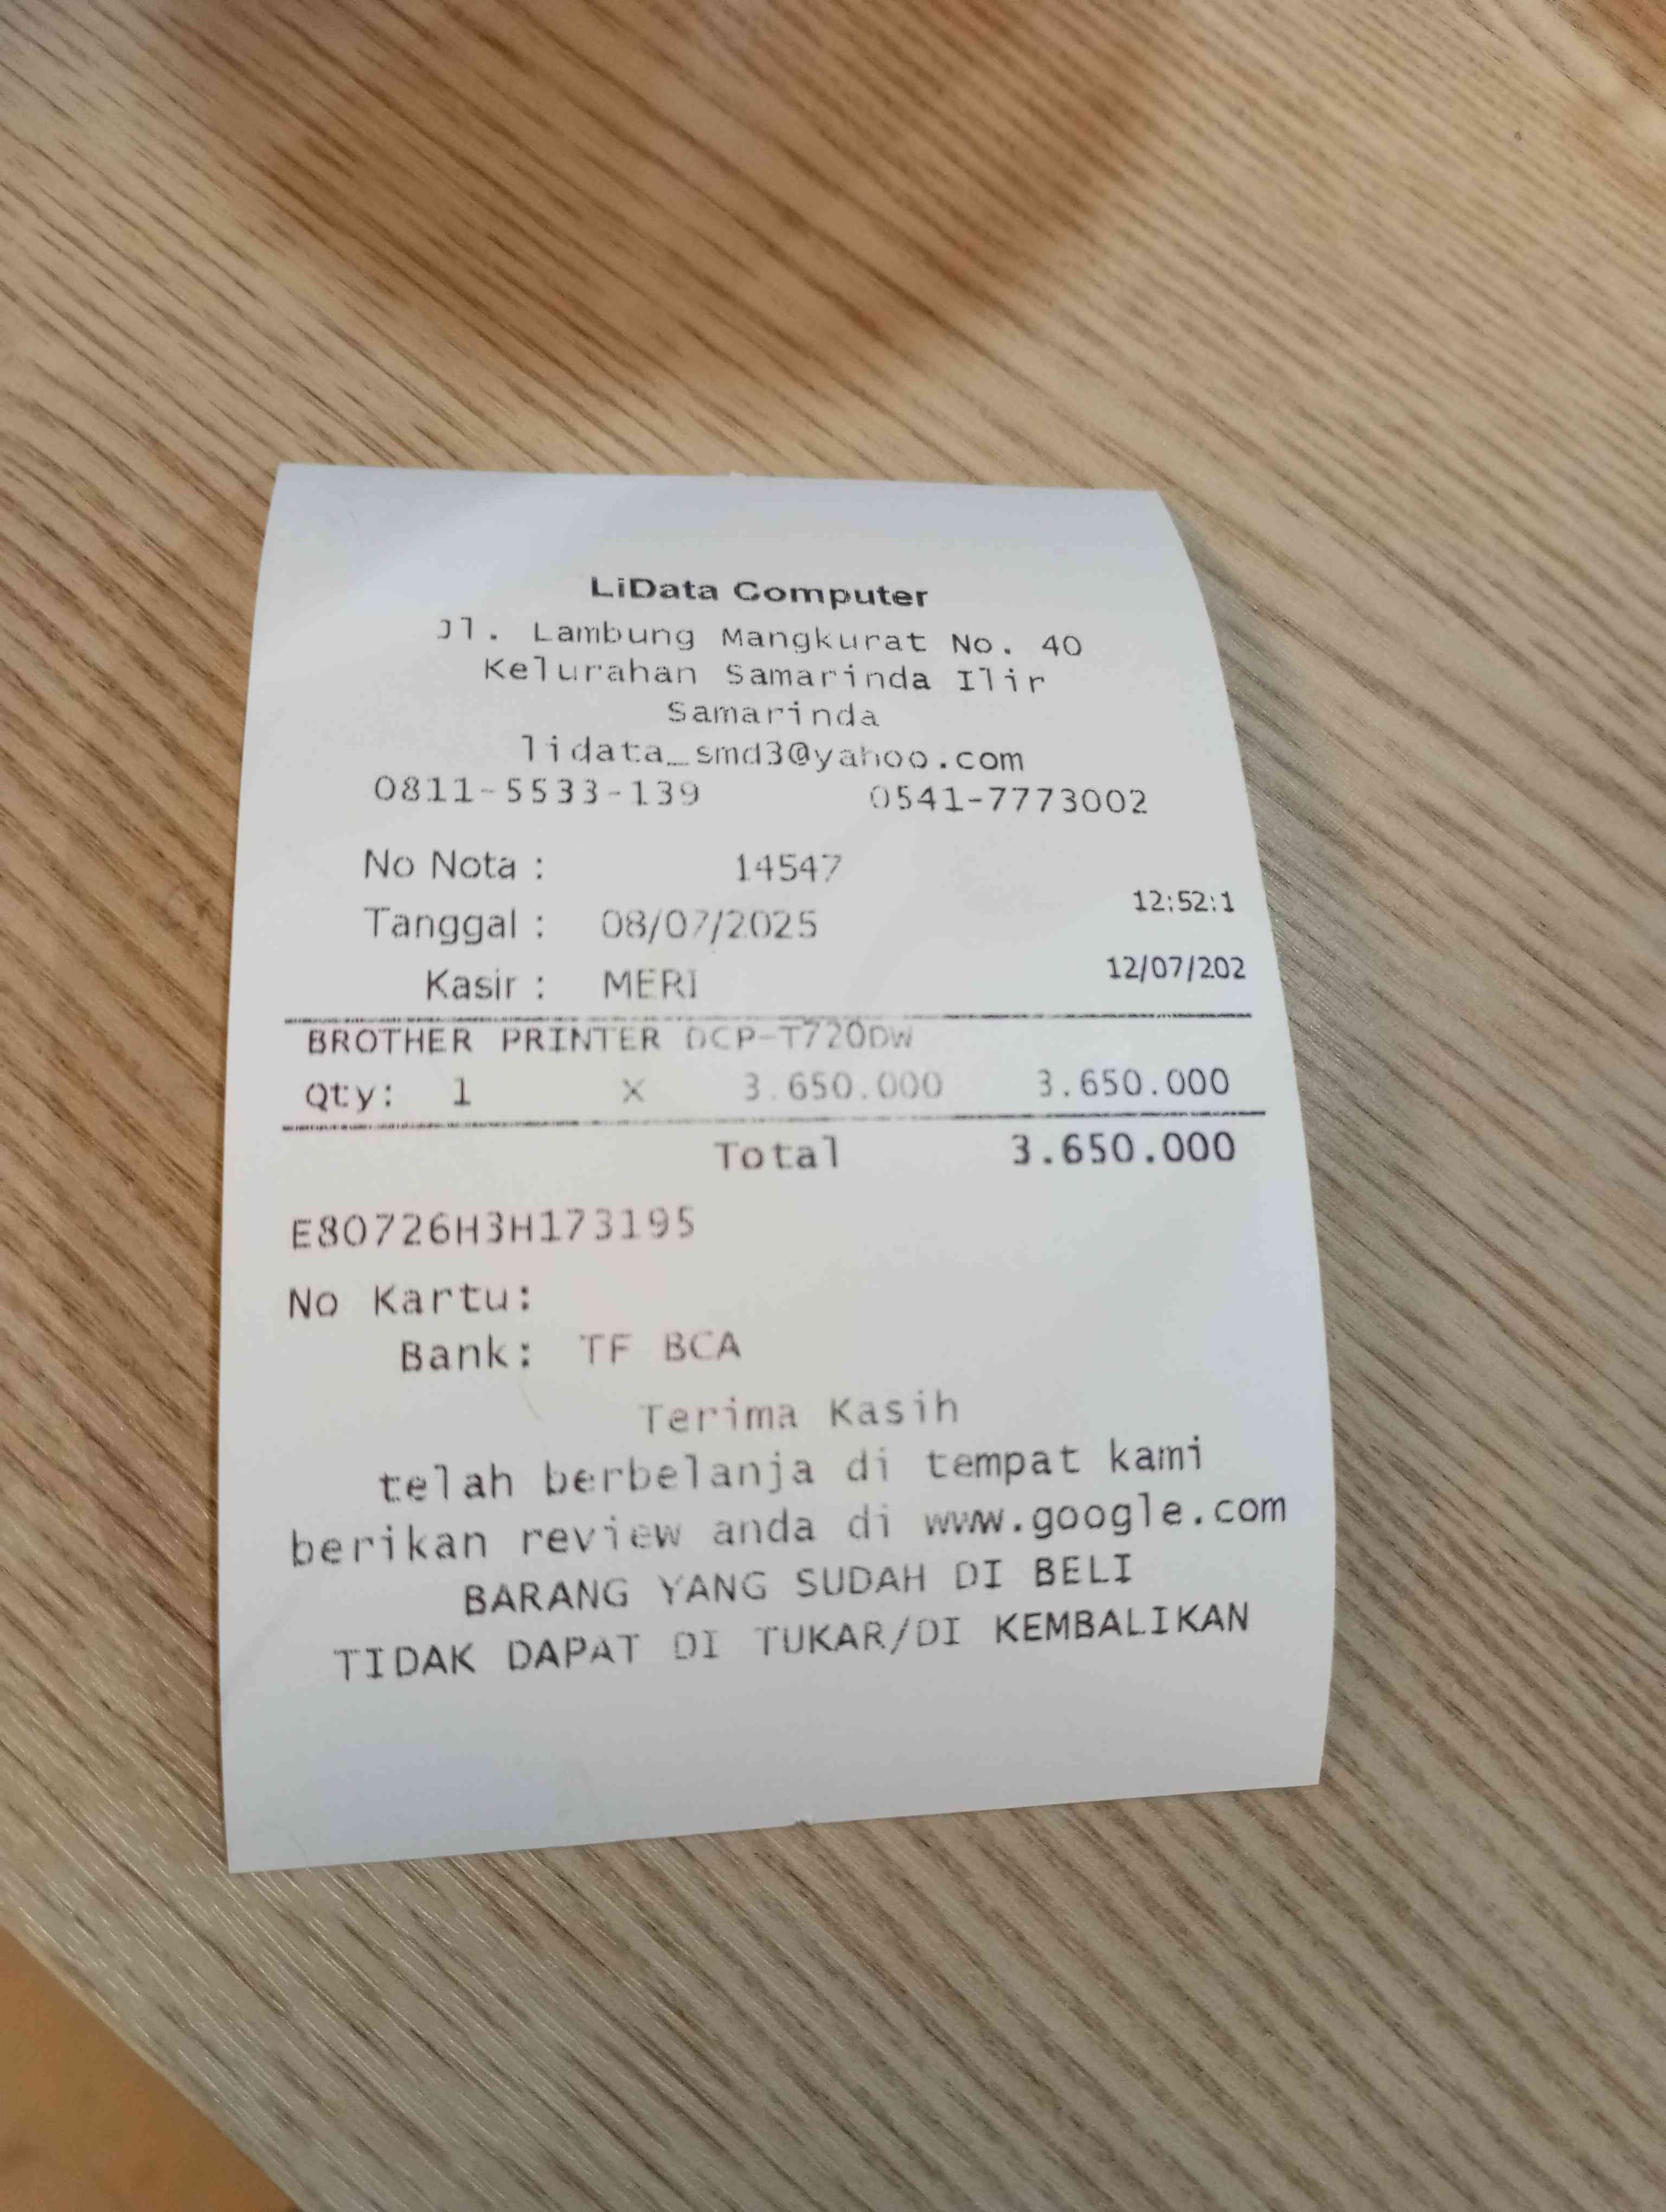 LiData Computer
Jl. Lambung Mangkurat No. 40
Kelurahan Samarinda Ilir
Samarinda
lidata_smd3@yahoo.com
0811-5533-139 0541-7773002
No Nota : 14547
12:52:1
Tanggal : 08/07/2025
12/07/202
Kasir : MERI
BROTHER PRINTER DCP-T720DW
Qty: 1 X 3.650.000 3.650.000
Total 3.650.000
E80726H3H173195
No Kartu:
Bank: TF BCA
Terima Kasih
telah berbelanja di tempat kami
berikan review anda di www.google.com
BARANG YANG SUDAH DI BELI
TIDAK DAPAT DI TUKAR/DI KEMBALIKAN